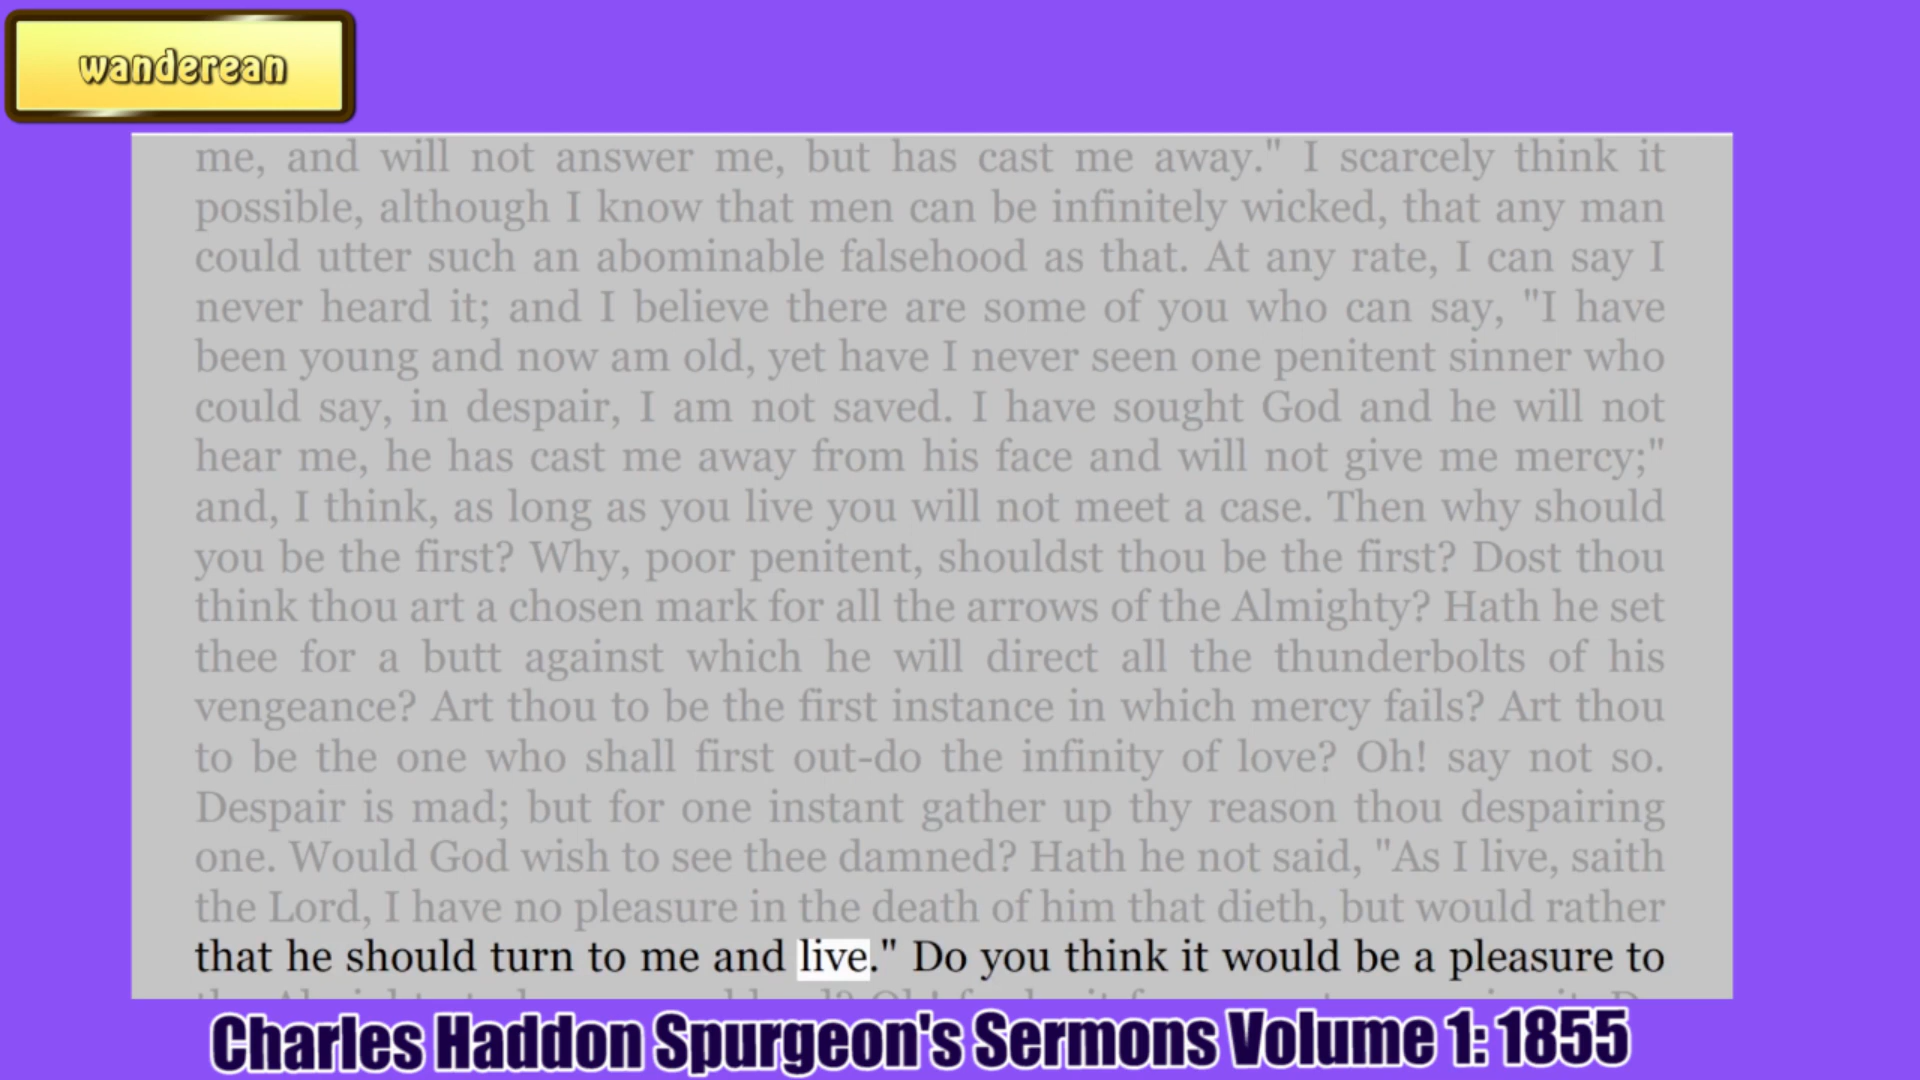 wanderean
me, and will not answer me, but has cast me away." I scarcely think it
possible, although I know that men can be infinitely wicked, that any man
could utter such an abominable falsehood as that. At any rate, I can say I
never heard it; and I believe there are some of you who can say, "I have
been young and now am old, yet have I never seen one penitent sinner who
could say, in despair, I am not saved. I have sought God and he will not
hear me, he has cast me away from his face and will not give me mercy;"
and, I think, as long as you live you will not meet a case. Then why should
you be the first? Why, poor penitent, shouldst thou be the first? Dost thou
think thou art a chosen mark for all the arrows of the Almighty? Hath he set
thee for a butt against which he will direct all the thunderbolts of his
vengeance? Art thou to be the first instance in which mercy fails? Art thou
to be the one who shall first out-do the infinity of love? Oh! say not so.
Despair is mad; but for one instant gather up thy reason thou despairing
one. Would God wish to see thee damned? Hath he not said, "As I live, saith
the Lord, I have no pleasure in the death of him that dieth, but would rather
that he should turn to me and live." Do you think it would be a pleasure to
Charles Haddon Spurgeon's Sermons Volume 1: 1855